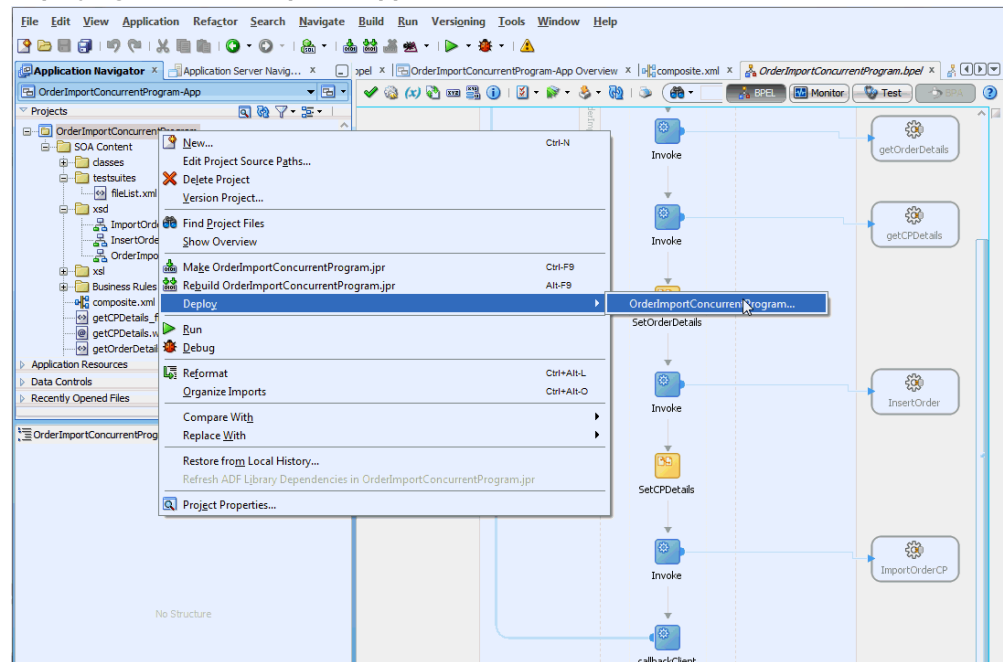 File Edit View Application Refactor Search Navigate Build Run Versioning Tools Window Help
Application Navigator x Application Server Navig... x
OrderImportConcurrentProgram-App Overview x composite.xml x OrderImportConcurrentProgram.bpel x
OrderImportConcurrentProgram-App
BPEL Monitor Test BPA
Projects
SOA Content
classes
testsuites
fileList.xml
xsd
xsl
Business Rules
composite.xml
Application Resources
Data Controls
Recently Opened Files
No Structure
New... Ctrl-N
Edit Project Source Paths...
Delete Project
Version Project...
Find Project Files
Show Overview
Make OrderImportConcurrentProgram.jpr Ctrl-F9
Rebuild OrderImportConcurrentProgram.jpr Alt-F9
Deploy
OrderImportConcurrentProgram...
Run
Debug
Reformat Ctrl+Alt-L
Organize Imports Ctrl+Alt-O
Compare With
Replace With
Restore from Local History...
Refresh ADF Library Dependencies in OrderImportConcurrentProgram.jpr
Project Properties...
Invoke
getOrderDetails
Invoke
getCPDetails
SetOrderDetails
Invoke
InsertOrder
SetCPDetails
Invoke
ImportOrderCP
callbackClient